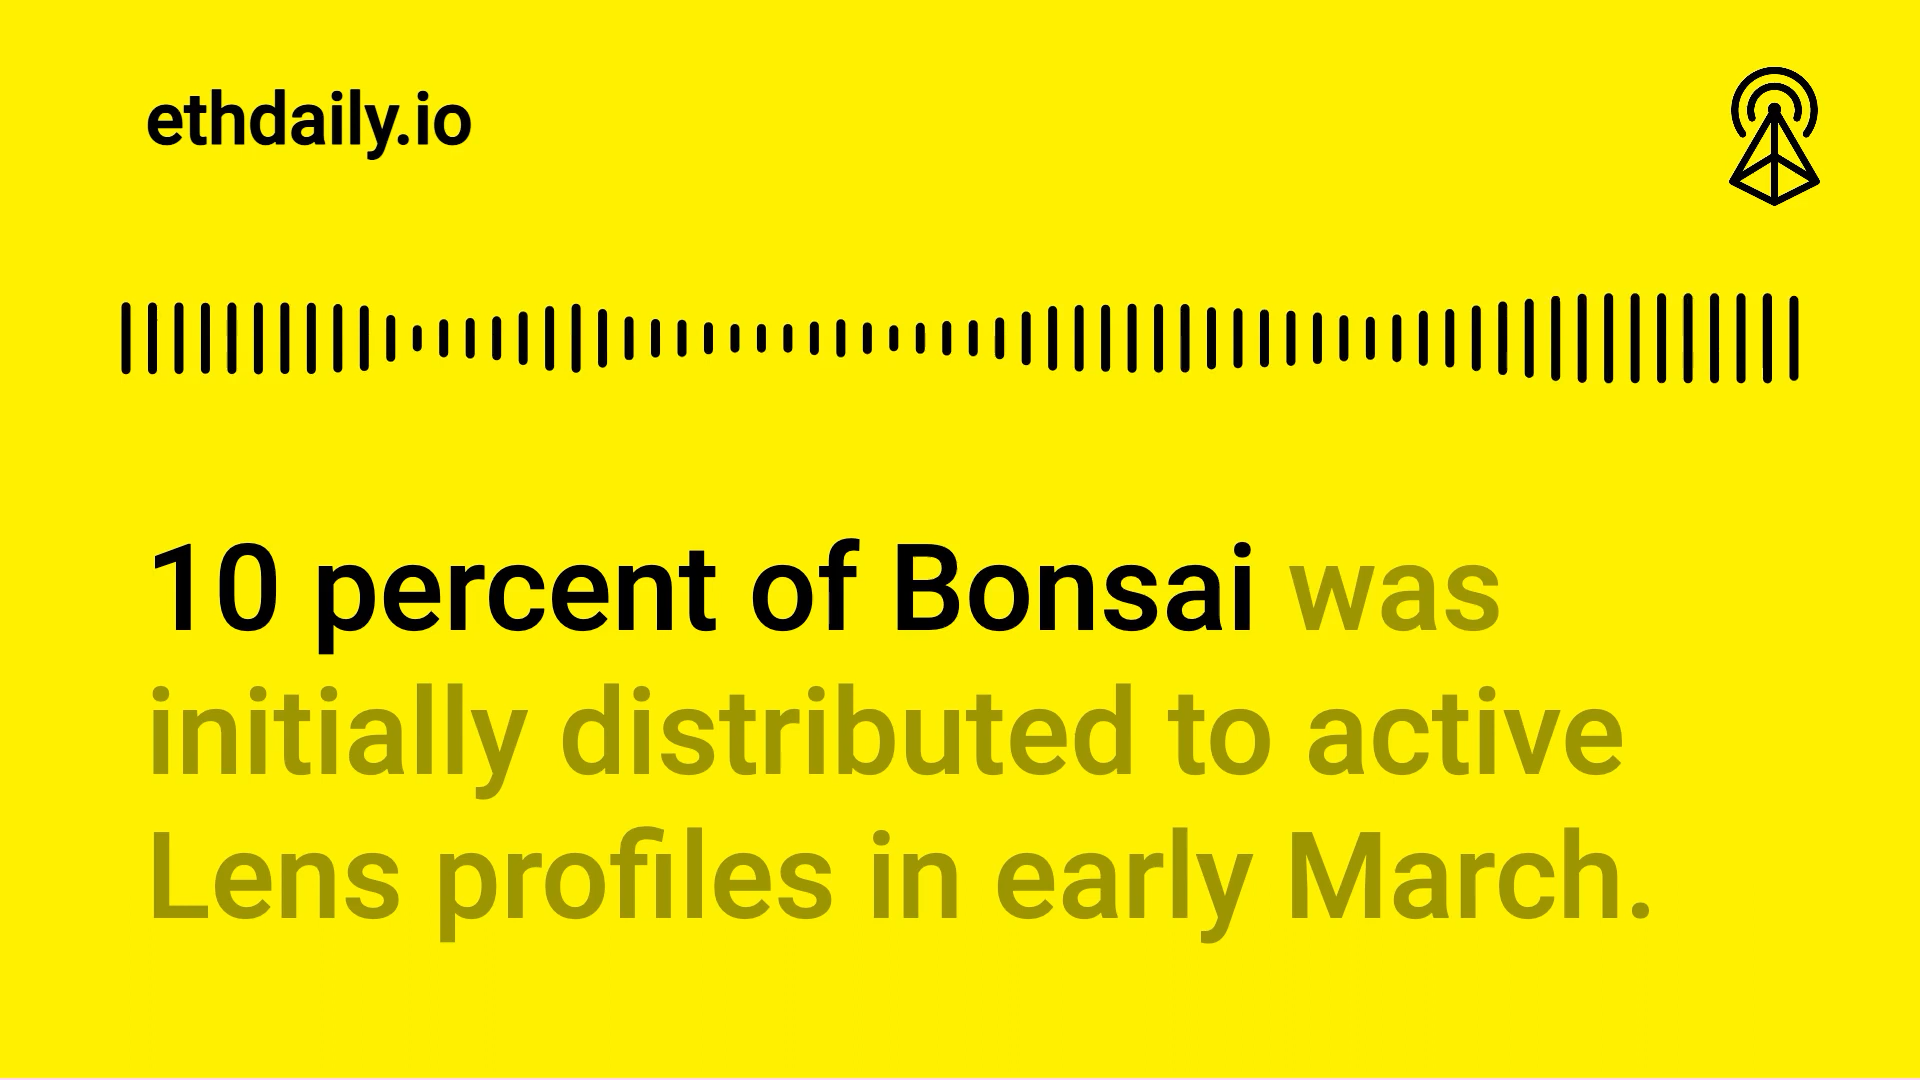 ethdaily.io
10 percent of Bonsai was
initially distributed to active
Lens profiles in early March.